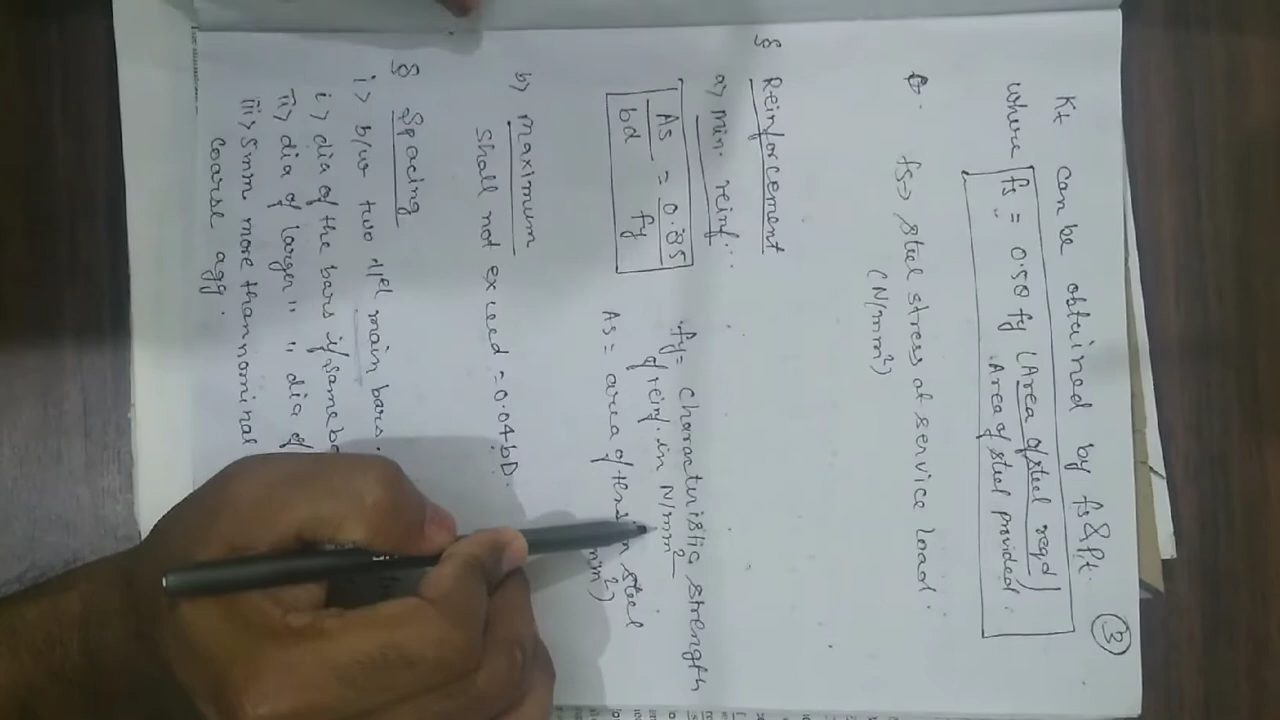 3
Kt can be obtained by fs & Pt.
where fs = 0.58 fy (Area of steel reqd)
Area of steel provided.
fs → steel stress at service load.
(N/mm²)
§ Reinforcement
a) Min. reinf.
As = 0.85
bd fy
fy = characteristic strength
of reinf. in N/mm²
As = area of steel
mm²)
b) Maximum
Shall not exceed = 0.04bD.
§ Spacing
i> b/w two 11el main bars.
i> dia of the bars if same
ii> dia of larger " " dia of
iii> 5mm more than nominal
coarse agg.